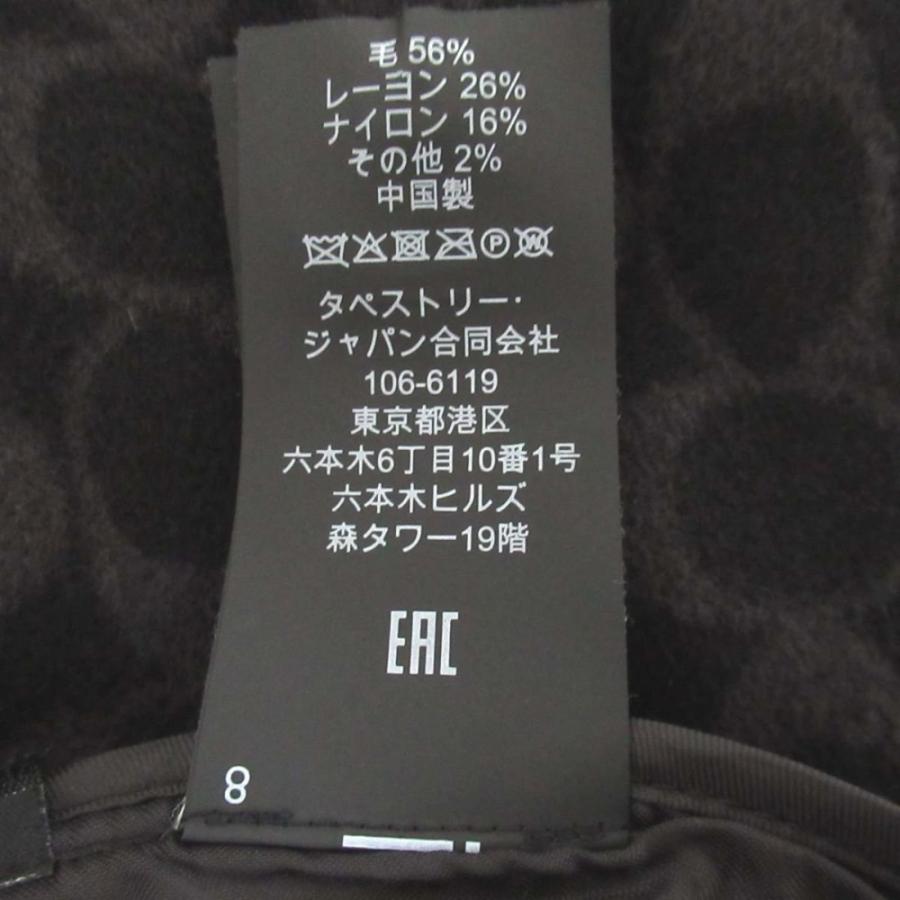 毛 56%
レーヨン 26%
ナイロン 16%
その他 2%
中国製
P W
タペストリー・
ジャパン合同会社
106-6119
東京都港区
六本木6丁目10番1号
六本木ヒルズ
森タワー19階
EAC
8